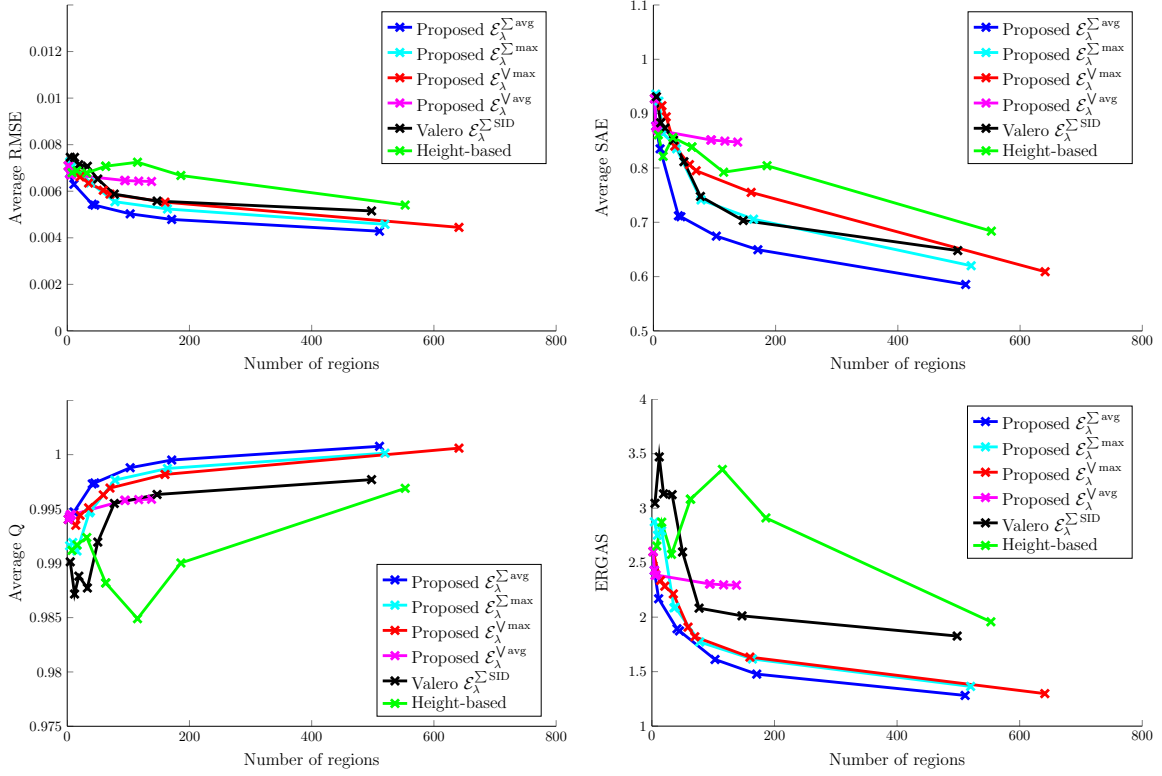 0.012
0.01
0.008
0.006
0.004
0.002
0
0 200 400 600 800
Average RMSE
Number of regions
Proposed ℰ_λ^{∑ avg}
Proposed ℰ_λ^{∑ max}
Proposed ℰ_λ^{⋁ max}
Proposed ℰ_λ^{⋁ avg}
Valero ℰ_λ^{∑ SID}
Height-based
1.1
1
0.9
0.8
0.7
0.6
0.5
0 200 400 600 800
Average SAE
Number of regions
Proposed ℰ_λ^{∑ avg}
Proposed ℰ_λ^{∑ max}
Proposed ℰ_λ^{⋁ max}
Proposed ℰ_λ^{⋁ avg}
Valero ℰ_λ^{∑ SID}
Height-based
1
0.995
0.99
0.985
0.98
0.975
0 200 400 600 800
Average Q
Number of regions
Proposed ℰ_λ^{∑ avg}
Proposed ℰ_λ^{∑ max}
Proposed ℰ_λ^{⋁ max}
Proposed ℰ_λ^{⋁ avg}
Valero ℰ_λ^{∑ SID}
Height-based
4
3.5
3
2.5
2
1.5
1
0 200 400 600 800
ERGAS
Number of regions
Proposed ℰ_λ^{∑ avg}
Proposed ℰ_λ^{∑ max}
Proposed ℰ_λ^{⋁ max}
Proposed ℰ_λ^{⋁ avg}
Valero ℰ_λ^{∑ SID}
Height-based